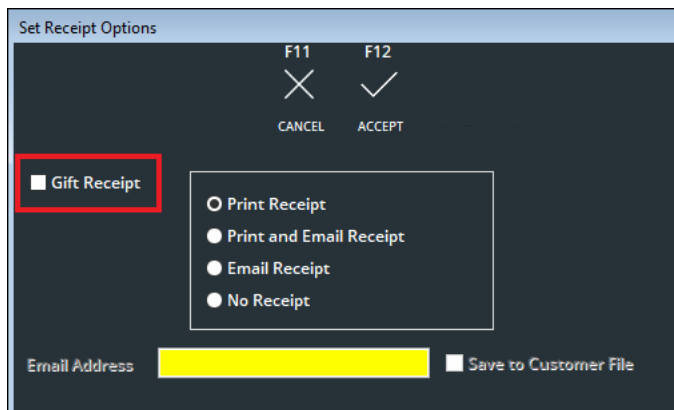 Set Receipt Options
F11 F12
CANCEL ACCEPT
Gift Receipt
Print Receipt
Print and Email Receipt
Email Receipt
No Receipt
Email Address Save to Customer File